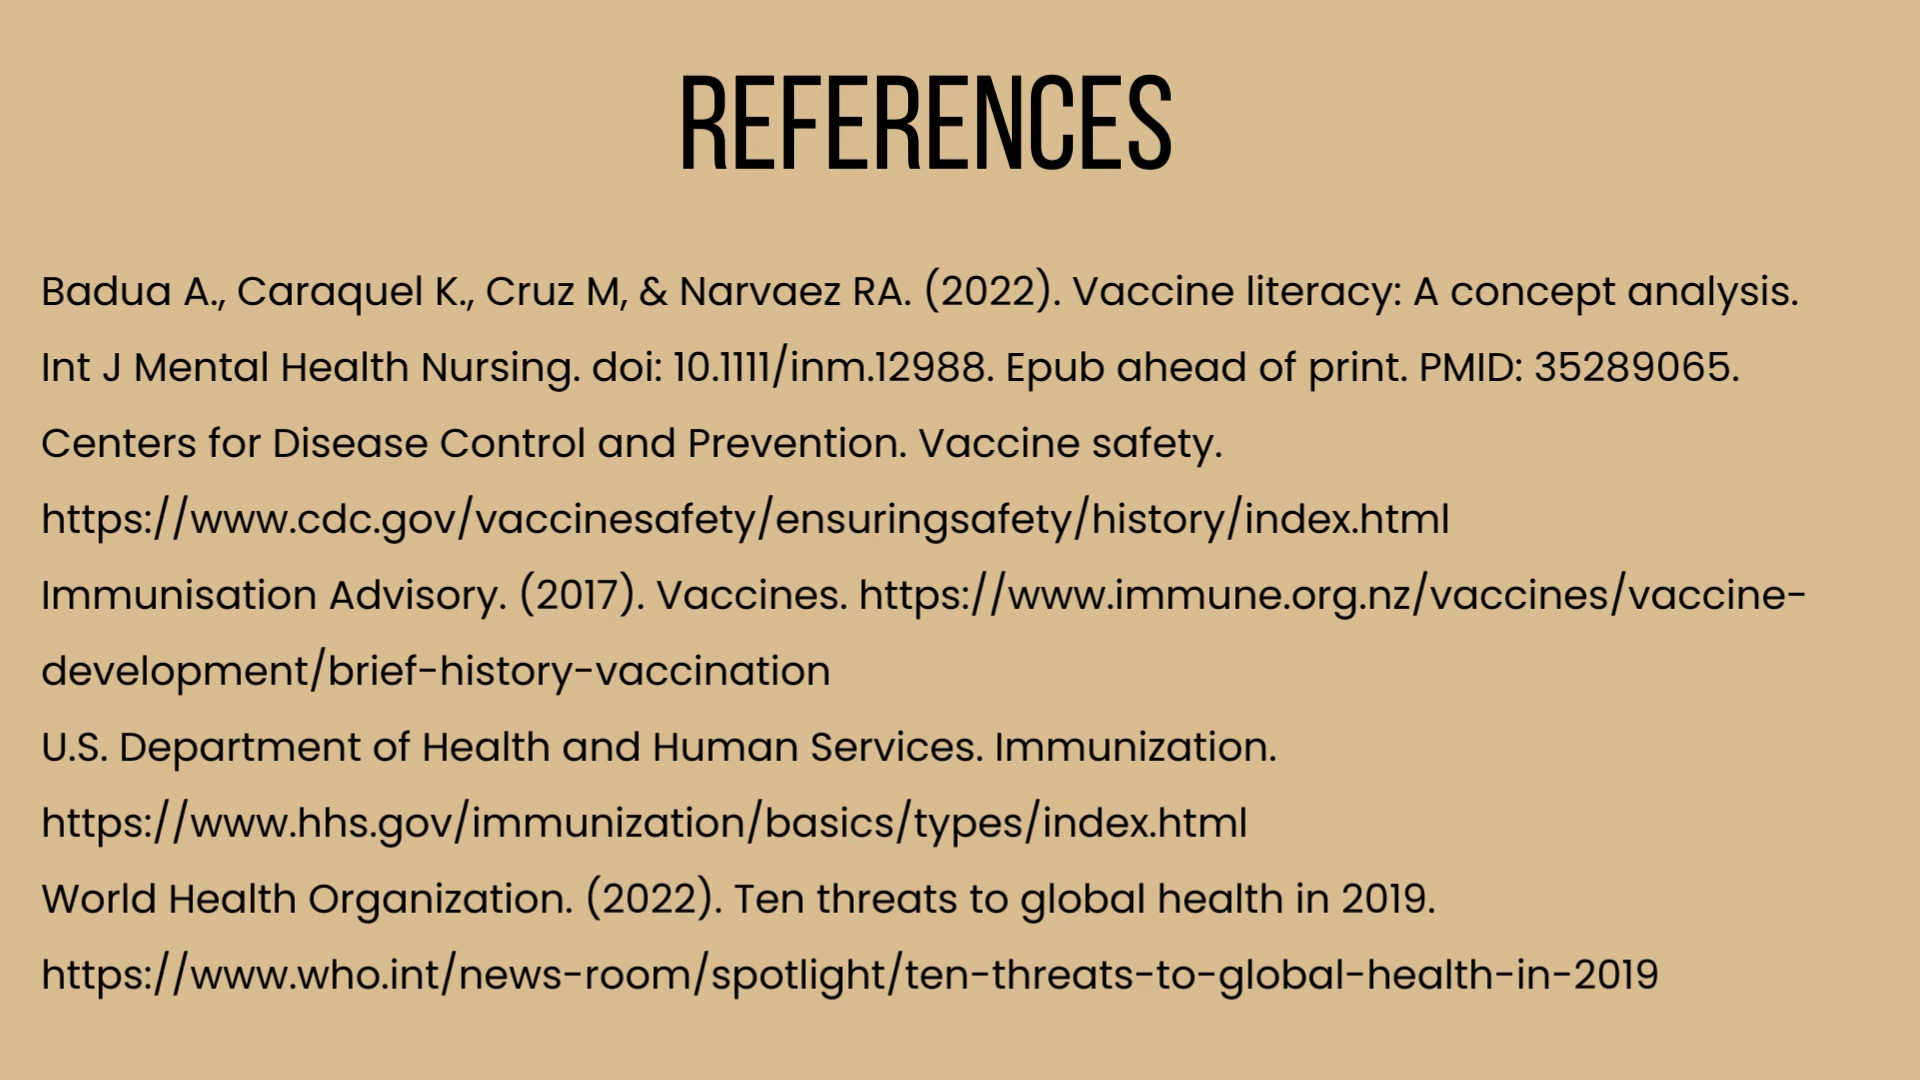 REFERENCES
Badua A., Caraquel K., Cruz M, & Narvaez RA. (2022). Vaccine literacy: A concept analysis.
Int J Mental Health Nursing. doi: 10.1111/inm.12988. Epub ahead of print. PMID: 35289065.
Centers for Disease Control and Prevention. Vaccine safety.
https://www.cdc.gov/vaccinesafety/ensuringsafety/history/index.html
Immunisation Advisory. (2017). Vaccines. https://www.immune.org.nz/vaccines/vaccine-
development/brief-history-vaccination
U.S. Department of Health and Human Services. Immunization.
https://www.hhs.gov/immunization/basics/types/index.html
World Health Organization. (2022). Ten threats to global health in 2019.
https://www.who.int/news-room/spotlight/ten-threats-to-global-health-in-2019